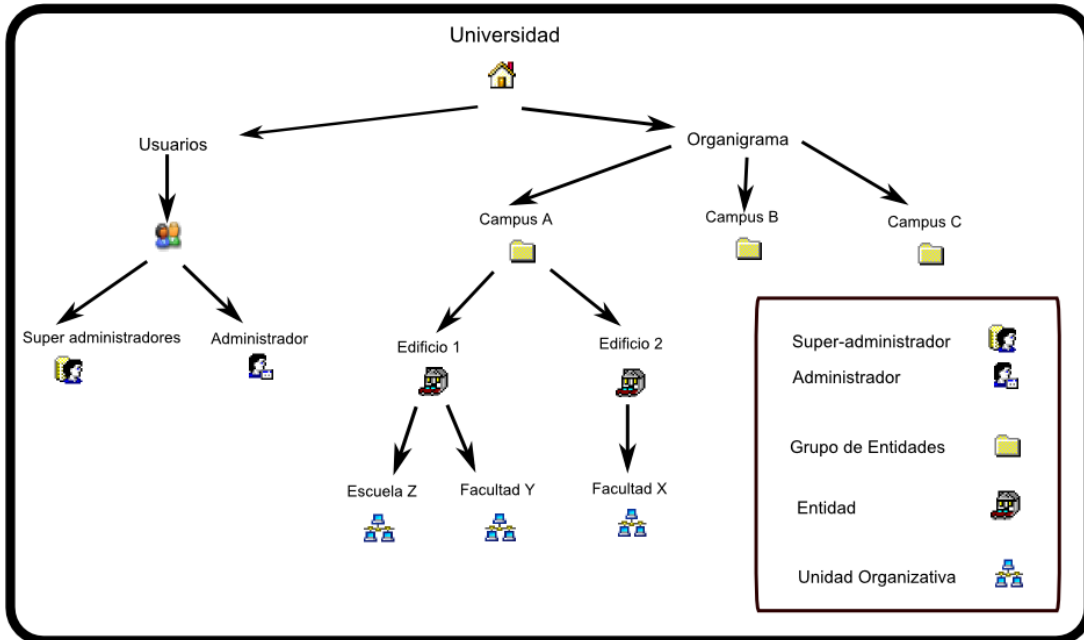 Universidad
Usuarios
Organigrama
Campus A
Campus B
Campus C
Super administradores
Administrador
Edificio 1
Edificio 2
Super-administrador
Administrador
Grupo de Entidades
Escuela Z
Facultad Y
Facultad X
Entidad
Unidad Organizativa